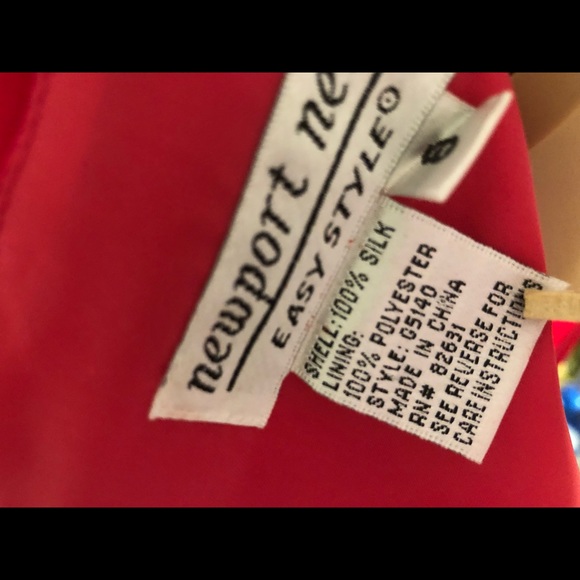 newport ne
EASY STYLE®
8
SHELL: 100% SILK
LINING:
100% POLYESTER
STYLE: G5140
MADE IN CHINA
RN# 82631
SEE REVERSE FOR
CARE INSTRUCTIONS